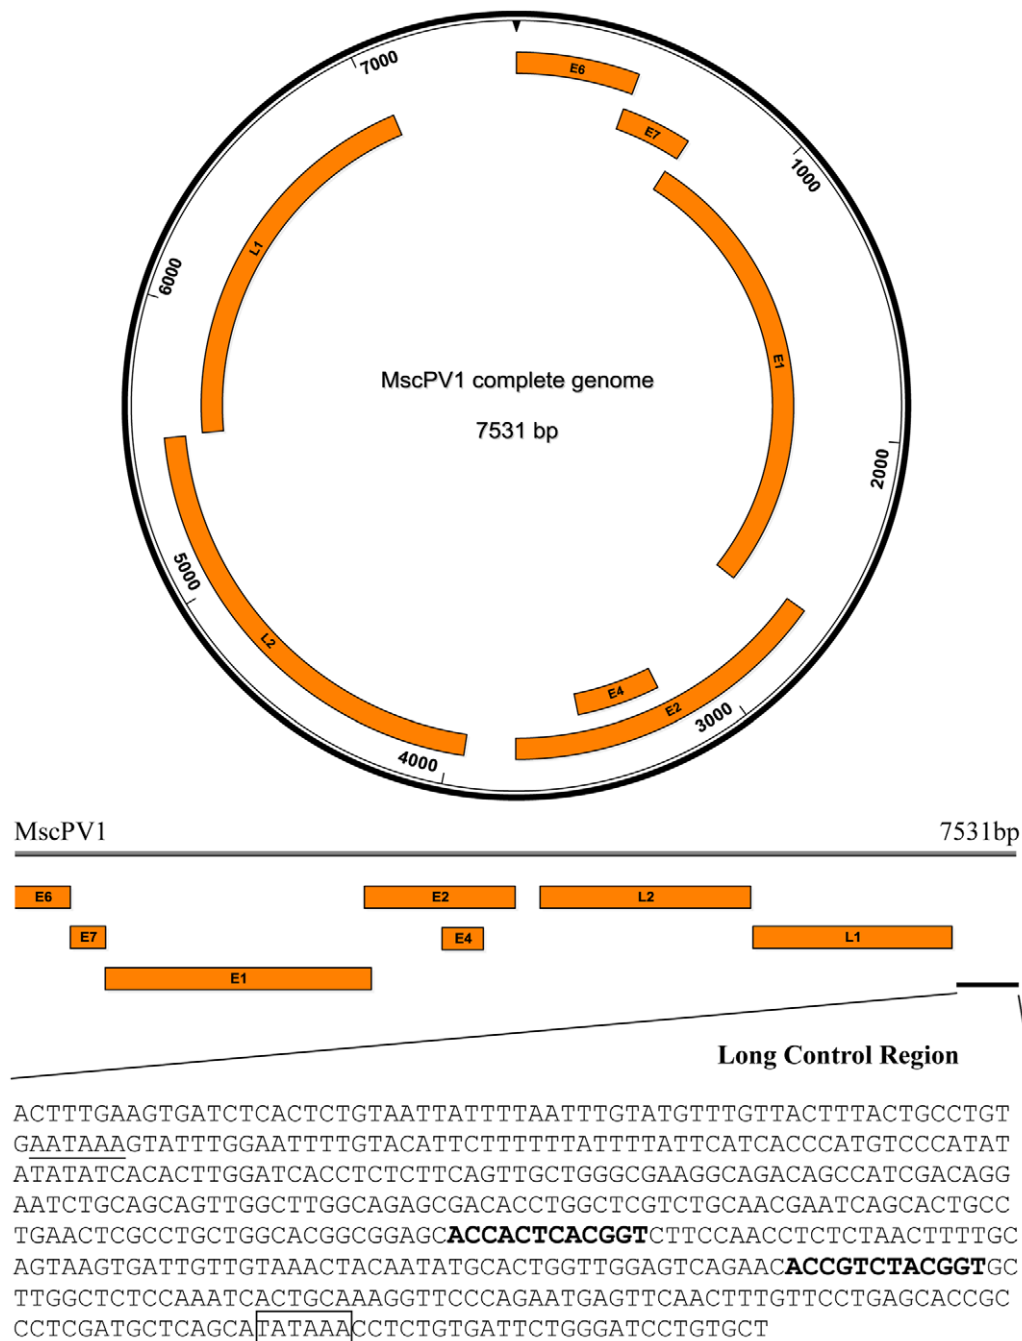 7000
E6
E7
1000
L1
6000
E1
MscPV1 complete genome
7531 bp
2000
5000
L2
E4
E2
3000
4000
MscPV1 7531bp
E6 E2 L2
E7 E4 L1
E1
Long Control Region
ACTTTGAAGTGATCTCACTCTGTAATTATTTTAATTTGTATGTTTGTTACTTTACTGCCTGT
GAATAAAGTATTTGGAATTTTGTACATTCTTTTTTATTTTATTCATCACCCATGTCCCATAT
ATATATCACACTTGGATCACCTCTCTTCAGTTGCTGGGCGAAGGCAGACAGCCATCGACAGG
AATCTGCAGCAGTTGGCTTGGCAGAGCGACACCTGGCTCGTCTGCAACGAATCAGCACTGCC
TGAACTCGCCTGCTGGCACGGCGGAGCACCACTCACGGTCTTCCAACCTCTCTAACTTTTGC
AGTAAGTGATTGTTGTAAACTACAATATGCACTGGTTGGAGTCAGAACACCGTCTACGGTGC
TTGGCTCTCCAAATCACTGCAAAGGTTCCCAGAATGAGTTCAACTTTGTTCCTGAGCACCGC
CCTCGATGCTCAGCATATAAACCTCTGTGATTCTGGGATCCTGTGCT